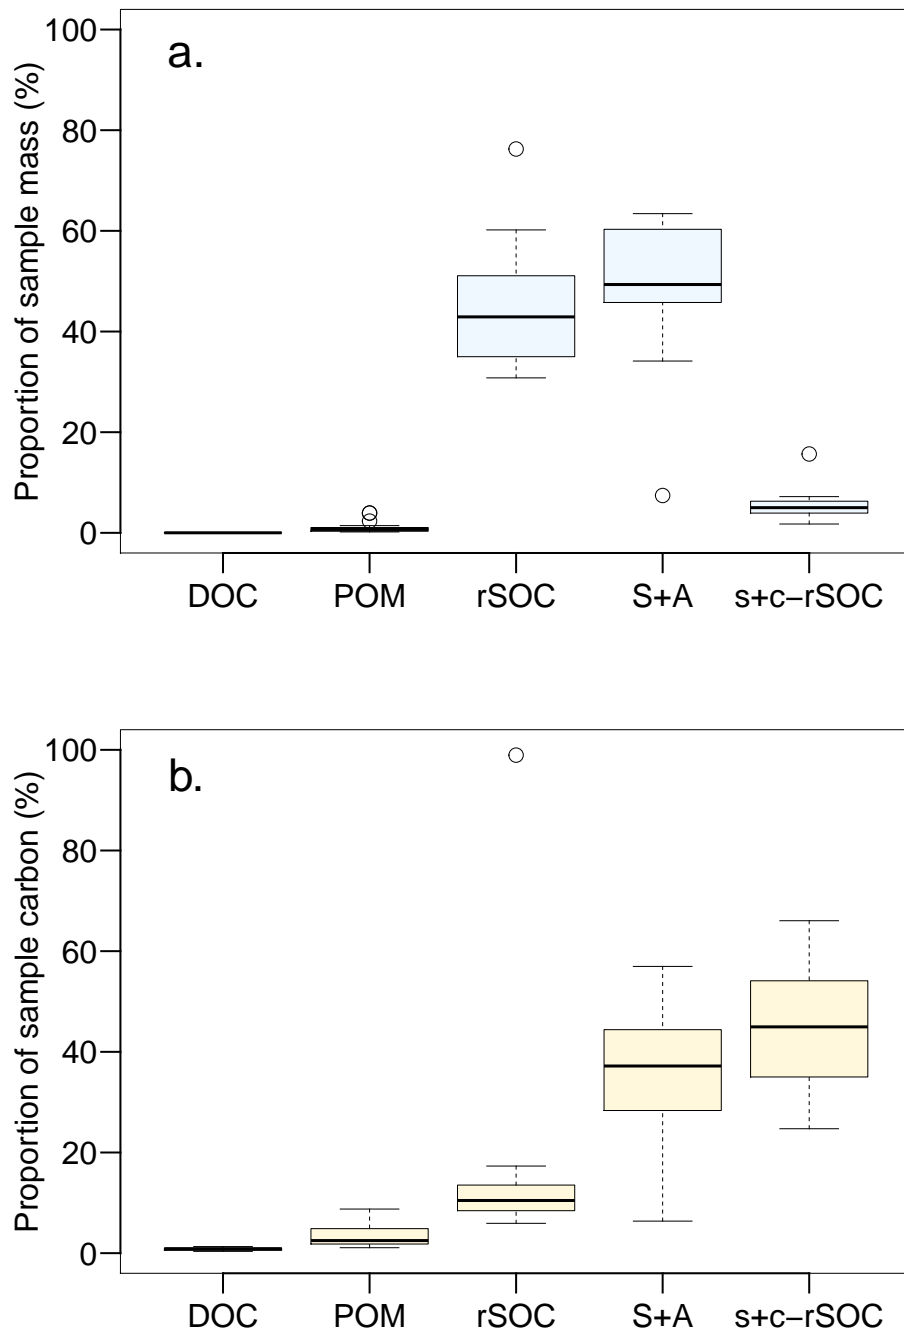 a.
Proportion of sample mass (%)
100
80
60
40
20
0
DOC POM rSOC S+A s+c−rSOC
b.
Proportion of sample carbon (%)
100
80
60
40
20
0
DOC POM rSOC S+A s+c−rSOC